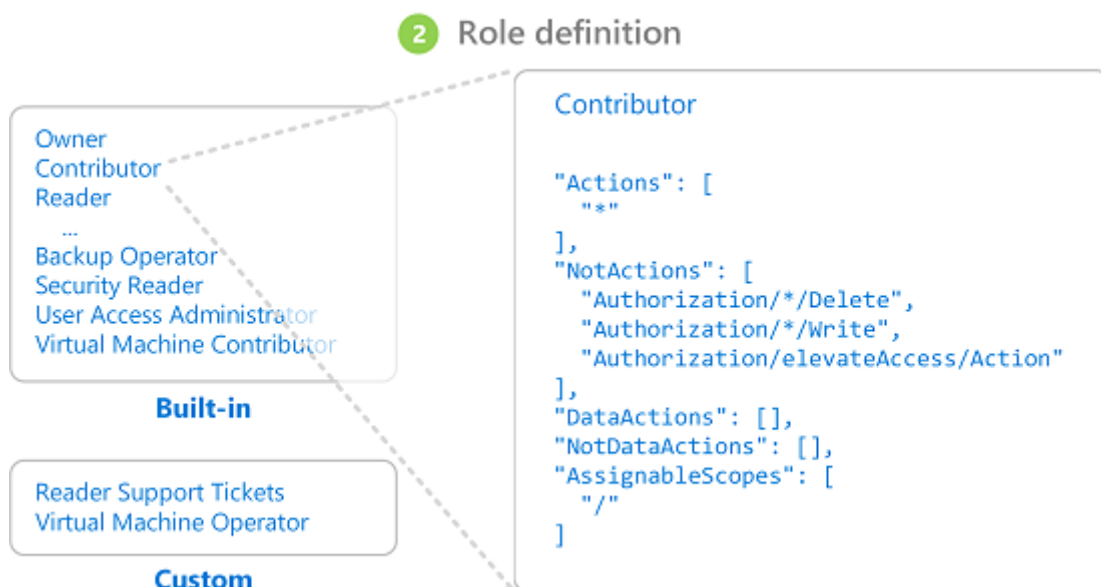 2 Role definition
Owner
Contributor
Reader
...
Backup Operator
Security Reader
User Access Administrator
Virtual Machine Contributor
Built-in
Reader Support Tickets
Virtual Machine Operator
Custom
Contributor
"Actions": [
"*"
],
"NotActions": [
"Authorization/*/Delete",
"Authorization/*/Write",
"Authorization/elevateAccess/Action"
],
"DataActions": [],
"NotDataActions": [],
"AssignableScopes": [
"/"
]